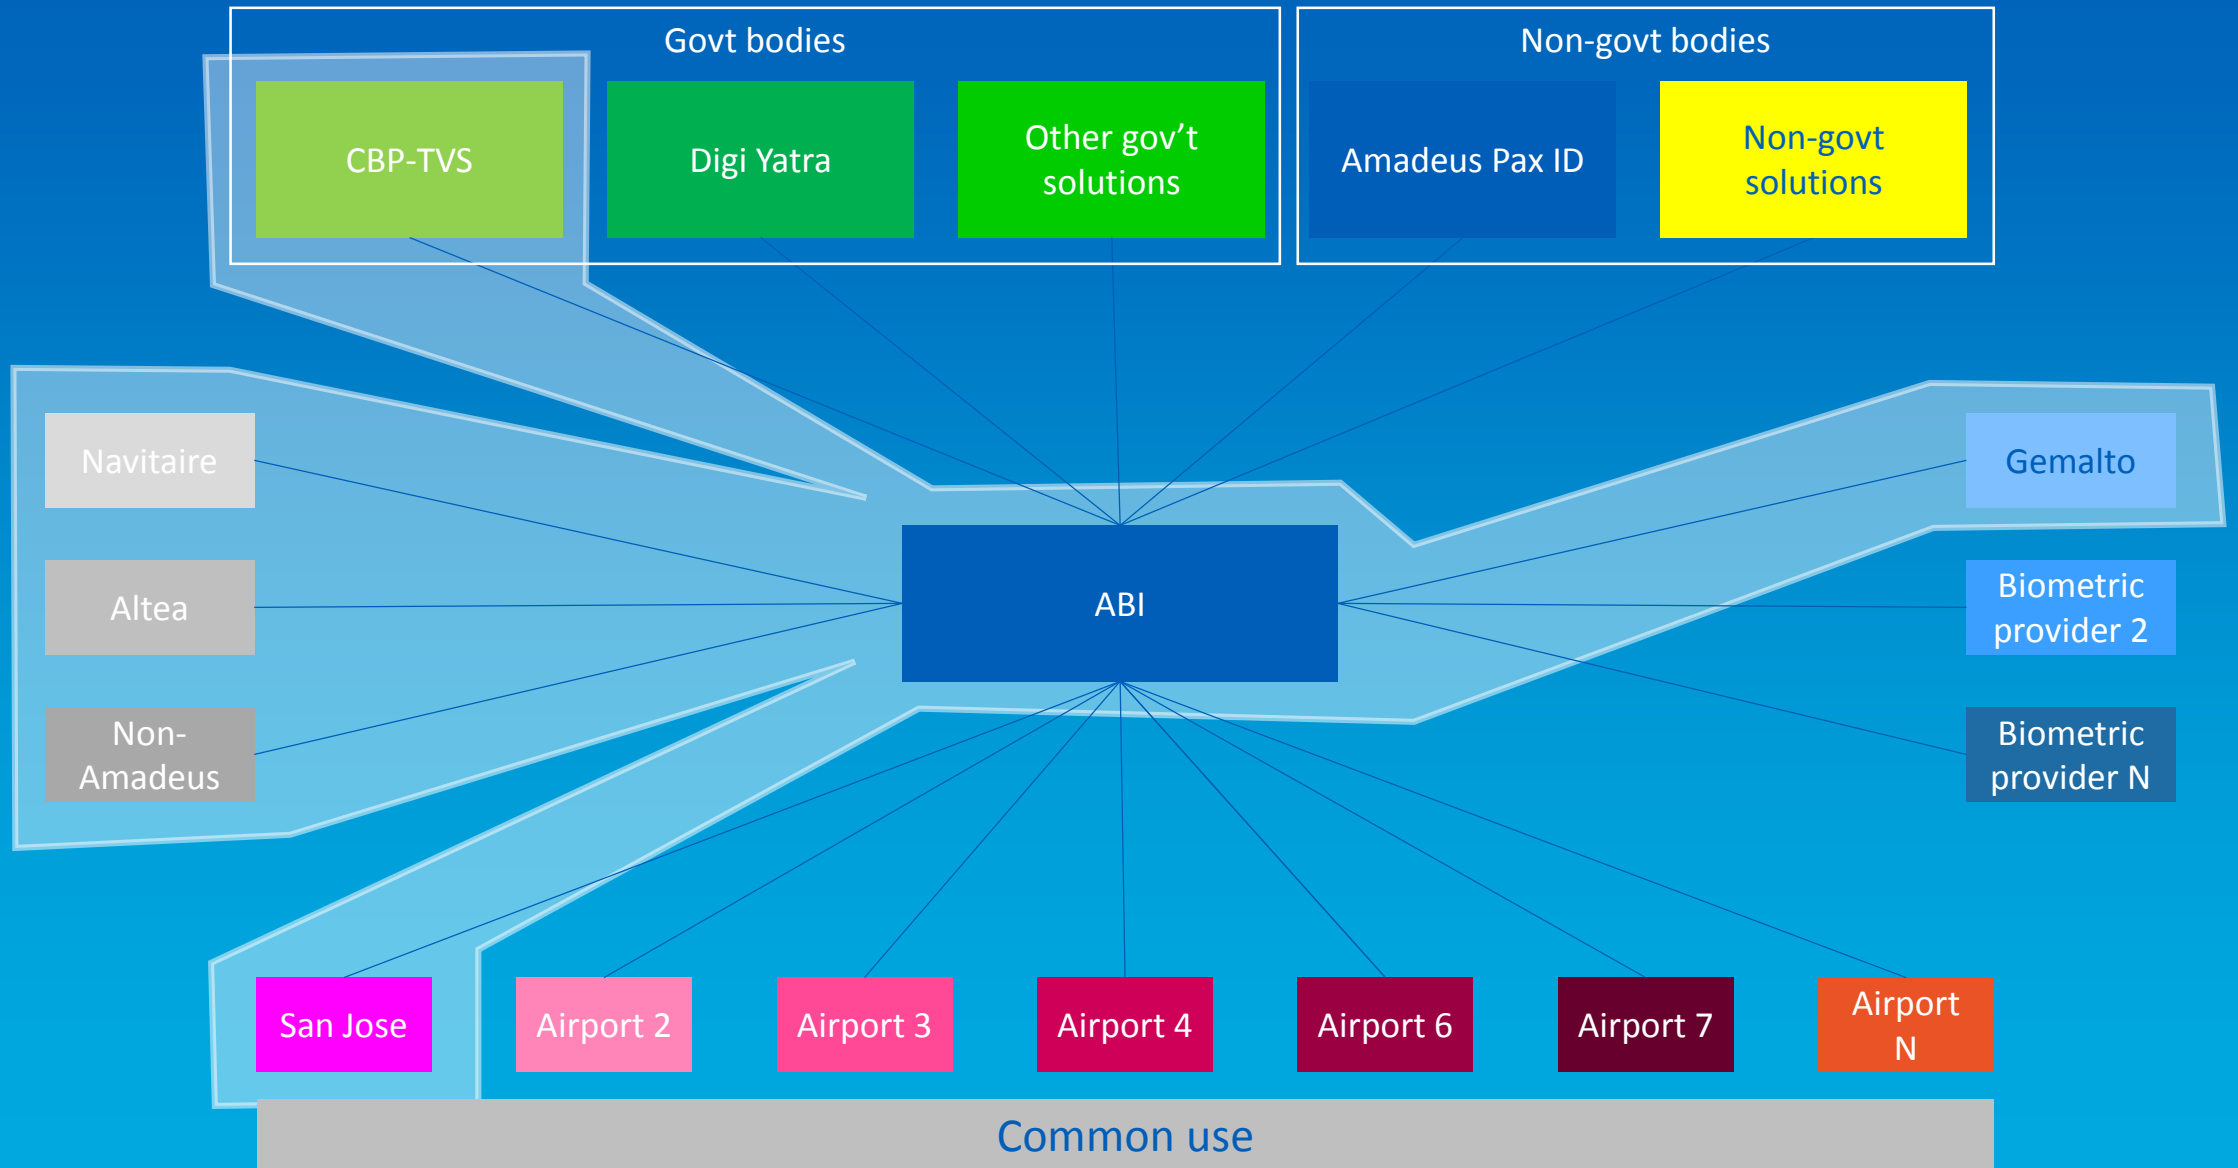 Govt bodies
Non-govt bodies
CBP-TVS
Digi Yatra
Other gov’t
solutions
Amadeus Pax ID
Non-govt
solutions
Navitaire
Gemalto
Altea
ABI
Biometric
provider 2
Non-
Amadeus
Biometric
provider N
San Jose
Airport 2
Airport 3
Airport 4
Airport 6
Airport 7
Airport
N
Common use